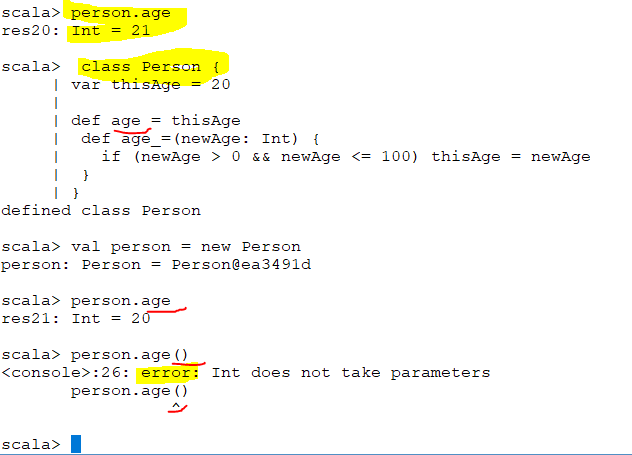 scala> person.age
res20: Int = 21
scala>  class Person {
| var thisAge = 20
|
| def age = thisAge
|  def age_=(newAge: Int) {
|    if (newAge > 0 && newAge <= 100) thisAge = newAge
|  }
| }
defined class Person
scala> val person = new Person
person: Person = Person@ea3491d
scala> person.age
res21: Int = 20
scala> person.age()
<console>:26: error: Int does not take parameters
person.age()
^
scala>